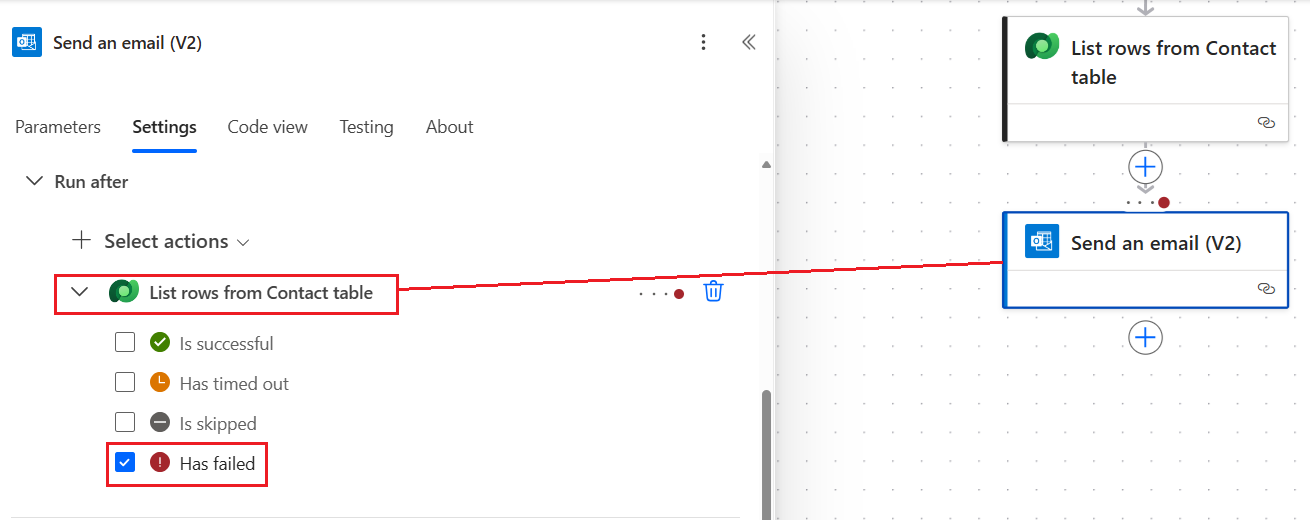 Send an email (V2)
Parameters
Settings
Code view
Testing
About
Run after
Select actions
List rows from Contact table
Is successful
Has timed out
Is skipped
Has failed
List rows from Contact
table
Send an email (V2)